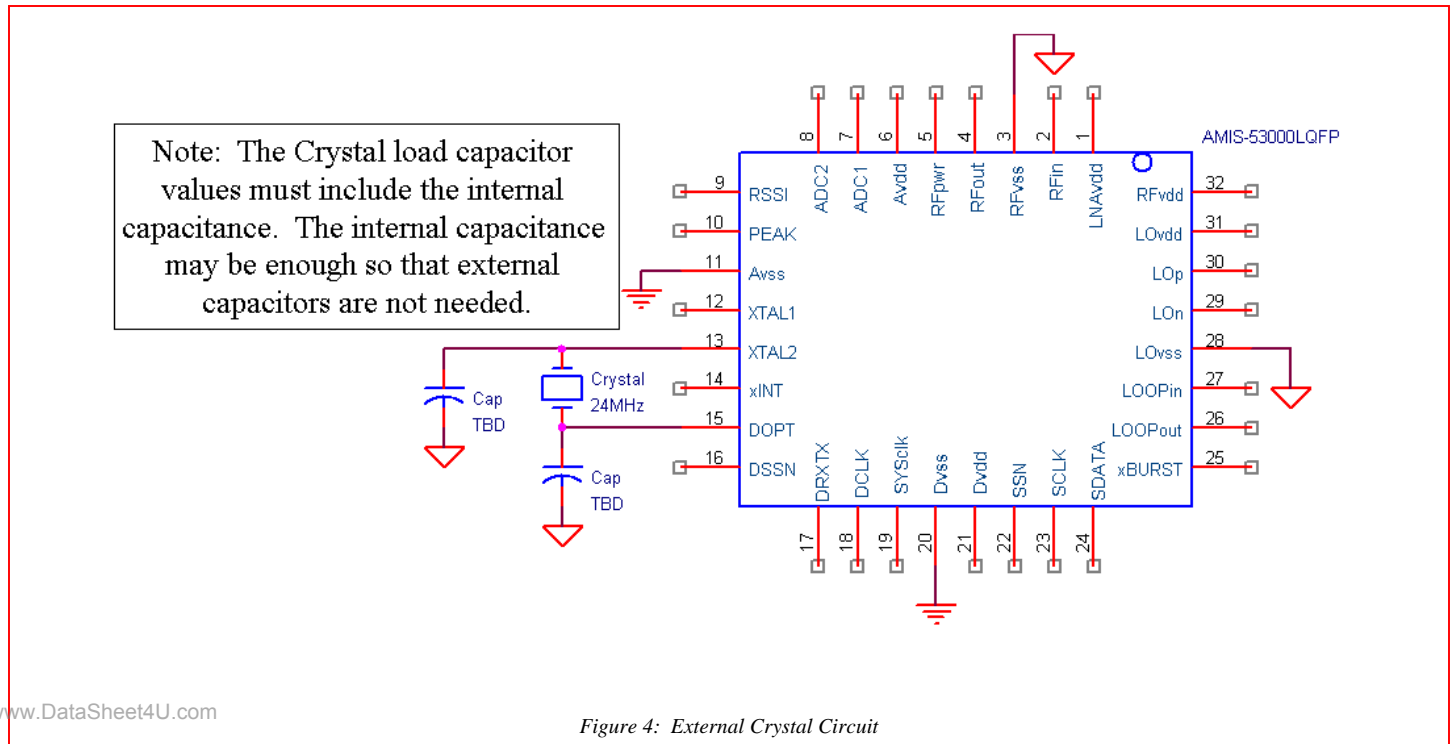 Note: The Crystal load capacitor
values must include the internal
capacitance. The internal capacitance
may be enough so that external
capacitors are not needed.
AMIS-53000LQFP
8
7
6
5
4
3
2
1
ADC2
ADC1
Avdd
RFpwr
RFout
RFvss
RFin
LNAvdd
9 RSSI
10 PEAK
11 Avss
12 XTAL1
13 XTAL2
14 xINT
15 DOPT
16 DSSN
RFvdd 32
LOvdd 31
LOp 30
LOn 29
LOvss 28
LOOPin 27
LOOPout 26
xBURST 25
Crystal
24MHz
Cap
TBD
Cap
TBD
DRXTX
DCLK
SYSclk
Dvss
Dvdd
SSN
SCLK
SDATA
17
18
19
20
21
22
23
24
www.DataSheet4U.com
Figure 4: External Crystal Circuit